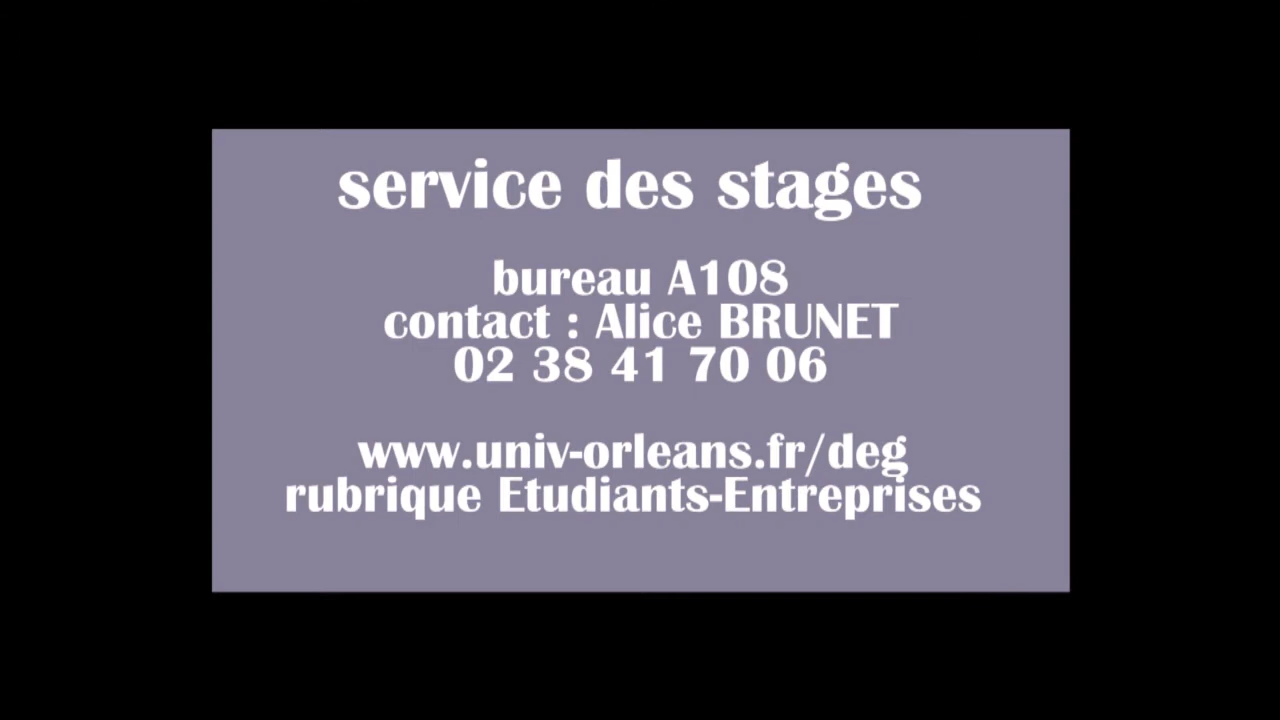 service des stages
bureau A108
contact : Alice BRUNET
02 38 41 70 06
www.univ-orleans.fr/deg
rubrique Etudiants-Entreprises